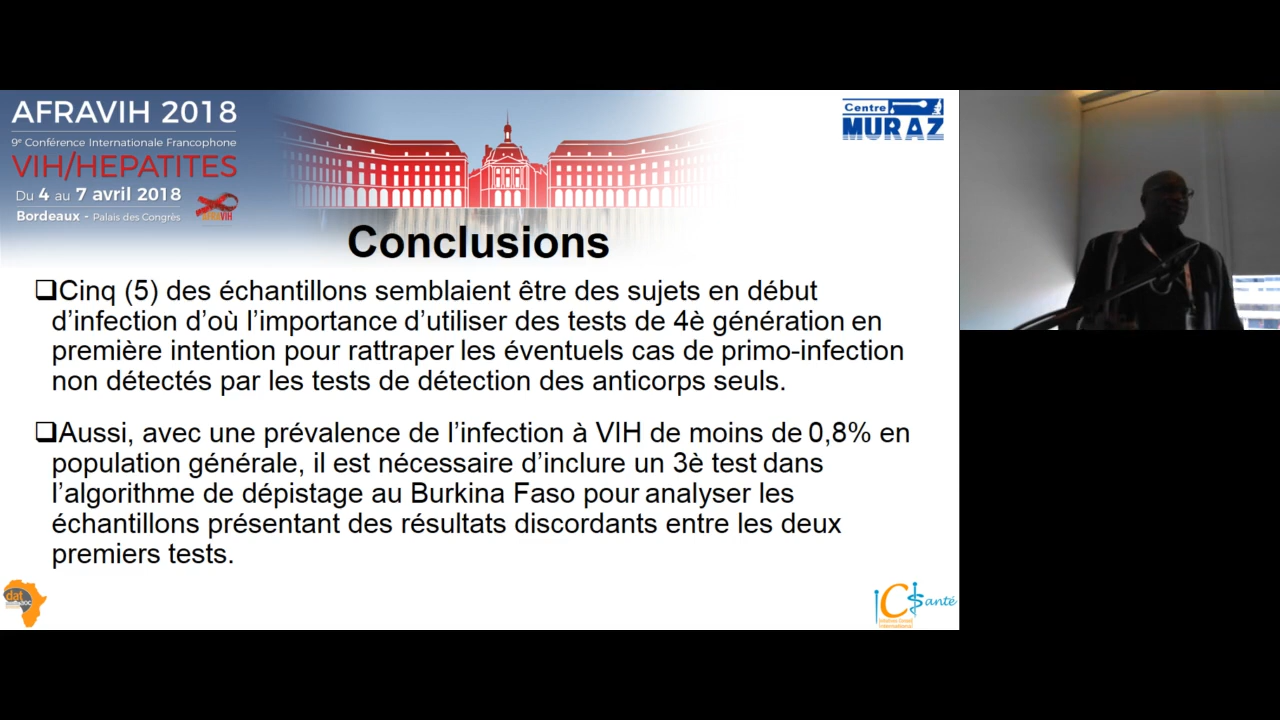 AFRAVIH 2018
9e Conférence Internationale Francophone
VIH/HEPATITES
Du 4 au 7 avril 2018
Bordeaux - Palais des Congrès
AFRAVIH
Centre
MURAZ
Conclusions
❑Cinq (5) des échantillons semblaient être des sujets en début
d’infection d’où l’importance d’utiliser des tests de 4è génération en
première intention pour rattraper les éventuels cas de primo-infection
non détectés par les tests de détection des anticorps seuls.
❑Aussi, avec une prévalence de l’infection à VIH de moins de 0,8% en
population générale, il est nécessaire d’inclure un 3è test dans
l’algorithme de dépistage au Burkina Faso pour analyser les
échantillons présentant des résultats discordants entre les deux
premiers tests.
dat
ICI Santé